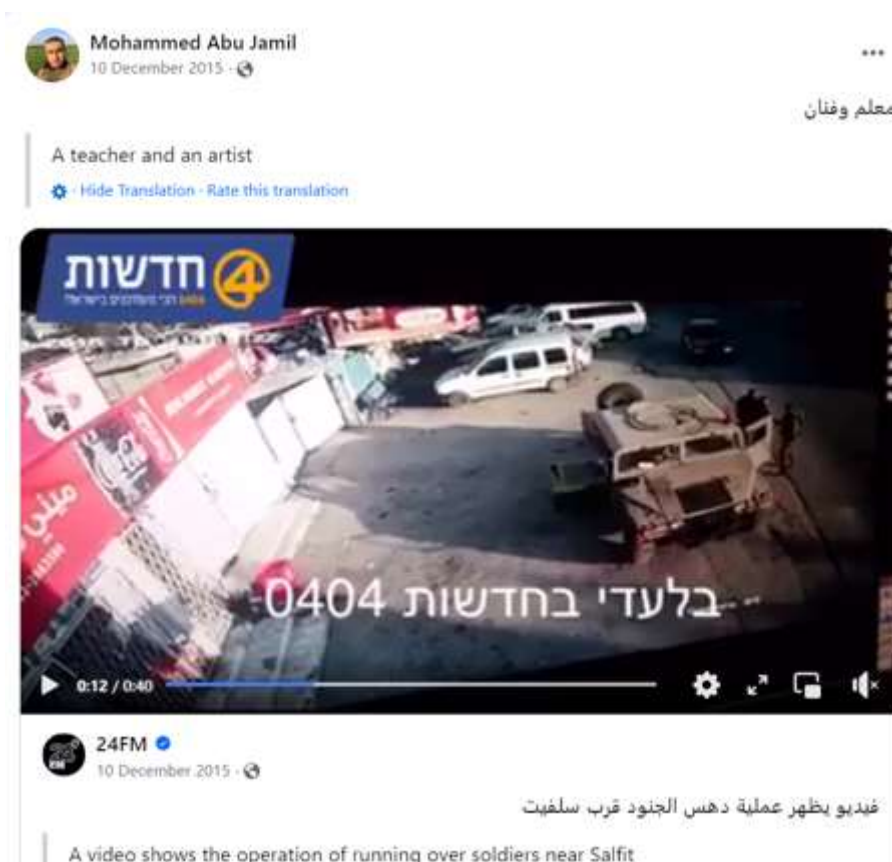 Mohammed Abu Jamil
10 December 2015 ·
معلم وفنان
A teacher and an artist
· Hide Translation · Rate this translation
חדשות 4
0404
בלעדי בחדשות 0404
0:12 / 0:40
24FM
10 December 2015 ·
فيديو يظهر عملية دهس الجنود قرب سلفيت
A video shows the operation of running over soldiers near Salfit